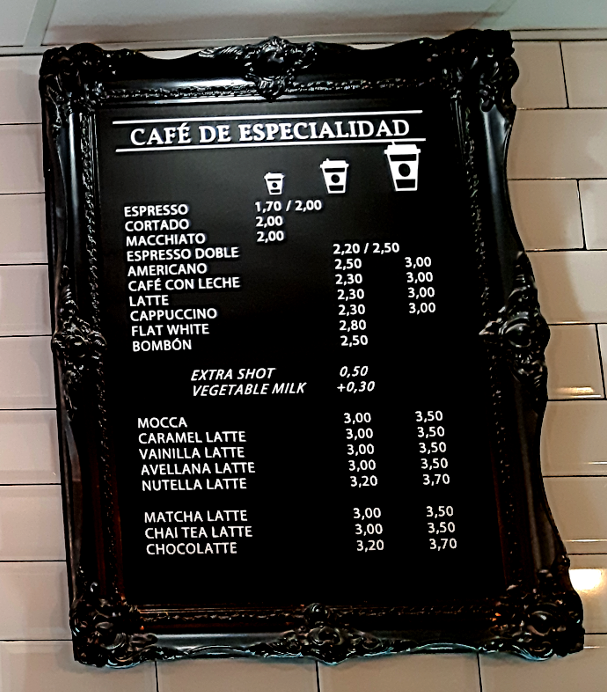 CAFÉ DE ESPECIALIDAD
ESPRESSO 1,70 / 2,00
CORTADO 2,00
MACCHIATO 2,00
ESPRESSO DOBLE 2,20 / 2,50
AMERICANO 2,50 3,00
CAFÉ CON LECHE 2,30 3,00
LATTE 2,30 3,00
CAPPUCCINO 2,30 3,00
FLAT WHITE 2,80
BOMBÓN 2,50
EXTRA SHOT 0,50
VEGETABLE MILK +0,30
MOCCA 3,00 3,50
CARAMEL LATTE 3,00 3,50
VAINILLA LATTE 3,00 3,50
AVELLANA LATTE 3,00 3,50
NUTELLA LATTE 3,20 3,70
MATCHA LATTE 3,00 3,50
CHAI TEA LATTE 3,00 3,50
CHOCOLATTE 3,20 3,70